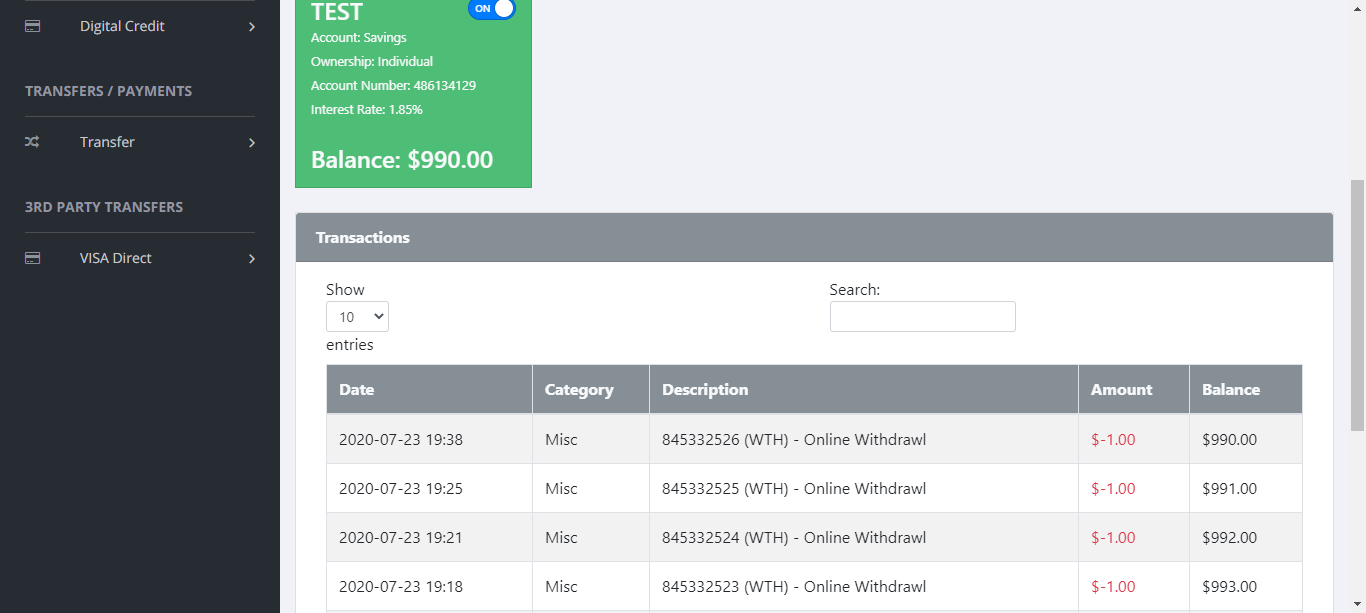 Digital Credit
TRANSFERS / PAYMENTS
Transfer
3RD PARTY TRANSFERS
VISA Direct
TEST
ON
Account: Savings
Ownership: Individual
Account Number: 486134129
Interest Rate: 1.85%
Balance: $990.00
Transactions
Show
10
entries
Search:
Date Category Description Amount Balance
2020-07-23 19:38 Misc 845332526 (WTH) - Online Withdrawl $-1.00 $990.00
2020-07-23 19:25 Misc 845332525 (WTH) - Online Withdrawl $-1.00 $991.00
2020-07-23 19:21 Misc 845332524 (WTH) - Online Withdrawl $-1.00 $992.00
2020-07-23 19:18 Misc 845332523 (WTH) - Online Withdrawl $-1.00 $993.00